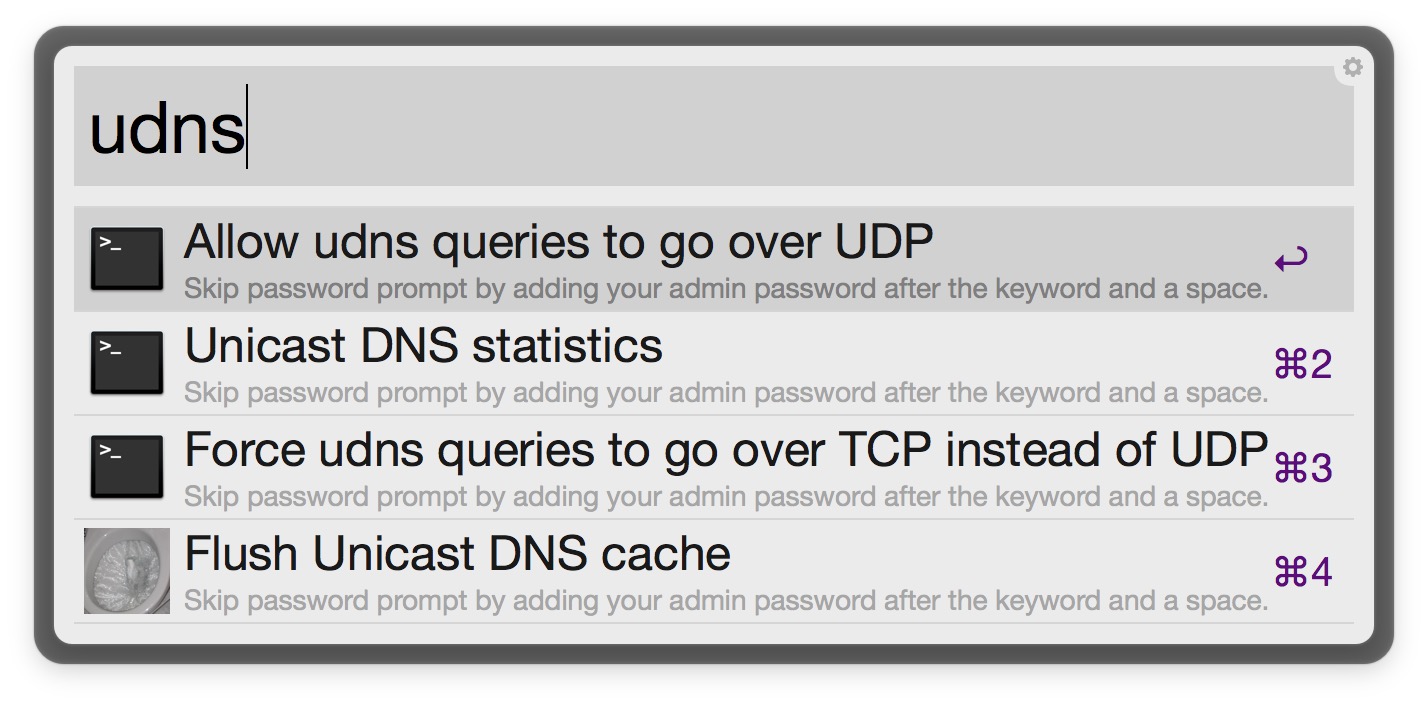 udns
>_
Allow udns queries to go over UDP
Skip password prompt by adding your admin password after the keyword and a space.
↩
>_
Unicast DNS statistics
Skip password prompt by adding your admin password after the keyword and a space.
⌘2
>_
Force udns queries to go over TCP instead of UDP
Skip password prompt by adding your admin password after the keyword and a space.
⌘3
Flush Unicast DNS cache
Skip password prompt by adding your admin password after the keyword and a space.
⌘4